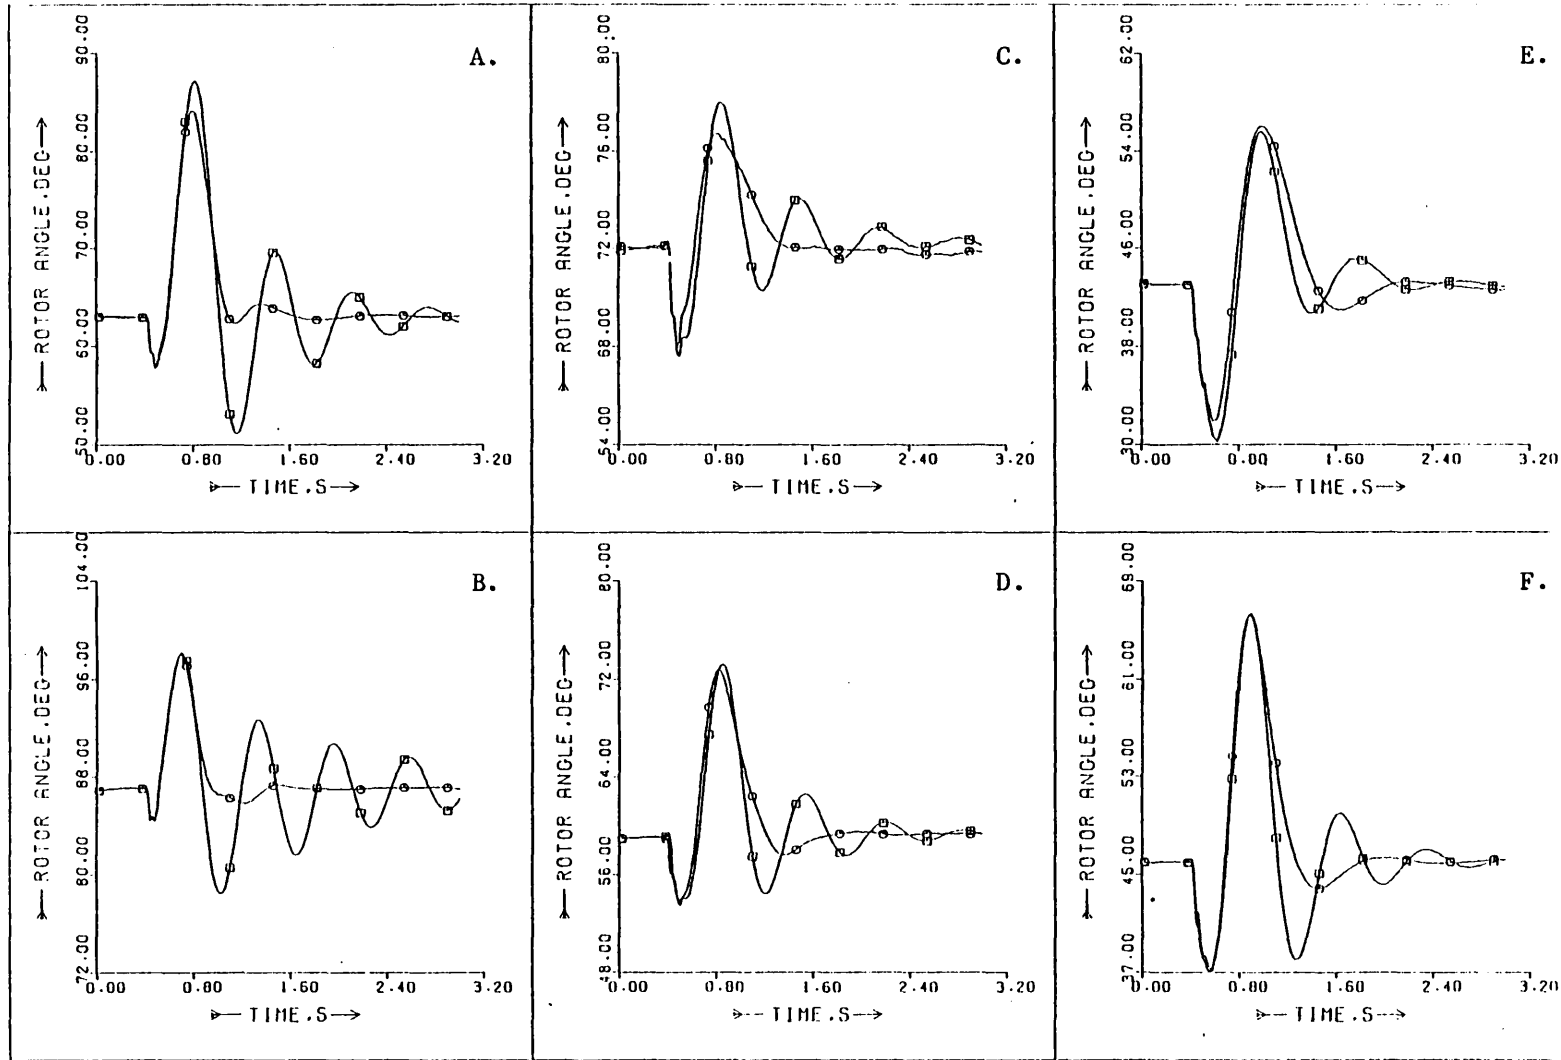 A.
90.00
80.00
70.00
60.00
50.00
ROTOR ANGLE.DEG
0.00 0.80 1.60 2.40 3.20
TIME.S
C.
80.00
76.00
72.00
68.00
64.00
ROTOR ANGLE.DEG
0.00 0.80 1.60 2.40 3.20
TIME.S
E.
62.00
54.00
46.00
38.00
30.00
ROTOR ANGLE.DEG
0.00 0.80 1.60 2.40 3.20
TIME.S
B.
104.00
96.00
88.00
80.00
72.00
ROTOR ANGLE.DEG
0.00 0.80 1.60 2.40 3.20
TIME.S
D.
80.00
72.00
64.00
56.00
48.00
ROTOR ANGLE.DEG
0.00 0.80 1.60 2.40 3.20
TIME.S
F.
69.00
61.00
53.00
45.00
37.00
ROTOR ANGLE.DEG
0.00 0.80 1.60 2.40 3.20
TIME.S